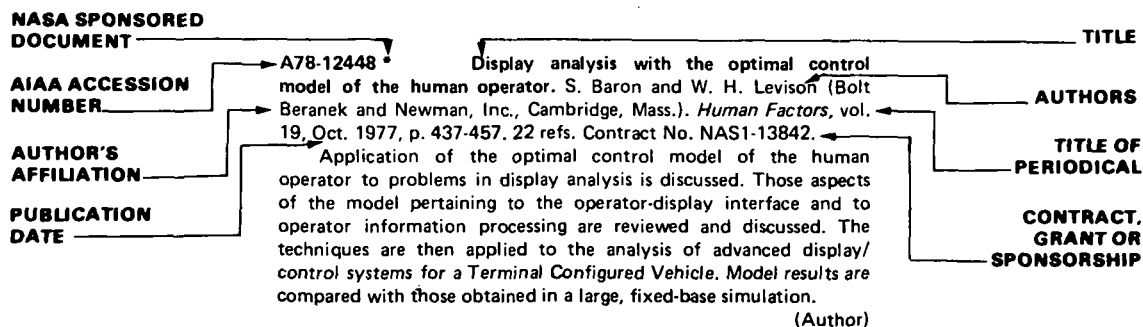 NASA SPONSORED
DOCUMENT
AIAA ACCESSION
NUMBER
AUTHOR'S
AFFILIATION
PUBLICATION
DATE
A78-12448 * Display analysis with the optimal control
model of the human operator. S. Baron and W. H. Levison (Bolt
Beranek and Newman, Inc., Cambridge, Mass.). Human Factors, vol.
19, Oct. 1977, p. 437-457. 22 refs. Contract No. NAS1-13842.
Application of the optimal control model of the human
operator to problems in display analysis is discussed. Those aspects
of the model pertaining to the operator-display interface and to
operator information processing are reviewed and discussed. The
techniques are then applied to the analysis of advanced display/
control systems for a Terminal Configured Vehicle. Model results are
compared with those obtained in a large, fixed-base simulation.
(Author)
TITLE
AUTHORS
TITLE OF
PERIODICAL
CONTRACT,
GRANT OR
SPONSORSHIP